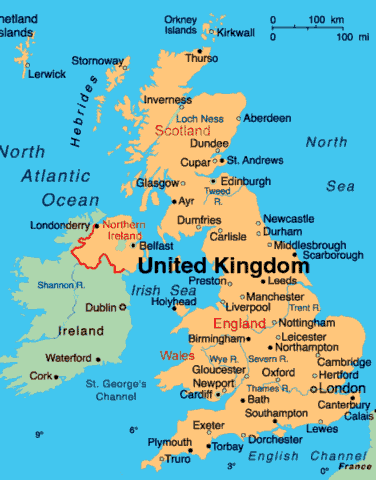 Shetland
Islands
Lerwick
Orkney
Islands
Kirkwall
0 100 km
0 100 mi
Thurso
Stornoway
Hebrides
Inverness
Loch Ness
Aberdeen
Scotland
Dundee
Cupar
St. Andrews
North
Sea
North
Atlantic
Ocean
Glasgow
Edinburgh
Tweed
R.
Ayr
Dumfries
Newcastle
Carlisle
Durham
Londonderry
Northern
Ireland
Belfast
Middlesbrough
Scarborough
United Kingdom
Shannon R.
Irish Sea
Preston
Leeds
Dublin
Holyhead
Manchester
Liverpool
Trent R.
Ireland
England
Nottingham
Birmingham
Leicester
Northampton
Waterford
Wales
Wye R.
Severn R.
Cambridge
Cork
Gloucester
Oxford
Hertford
St. George's
Channel
Newport
Thames R.
London
Cardiff
Bath
Canterbury
Southampton
Calais
Exeter
Lewes
9°
6°
Plymouth
Torbay
Dorchester
Truro
3°
English Channel
0°
France